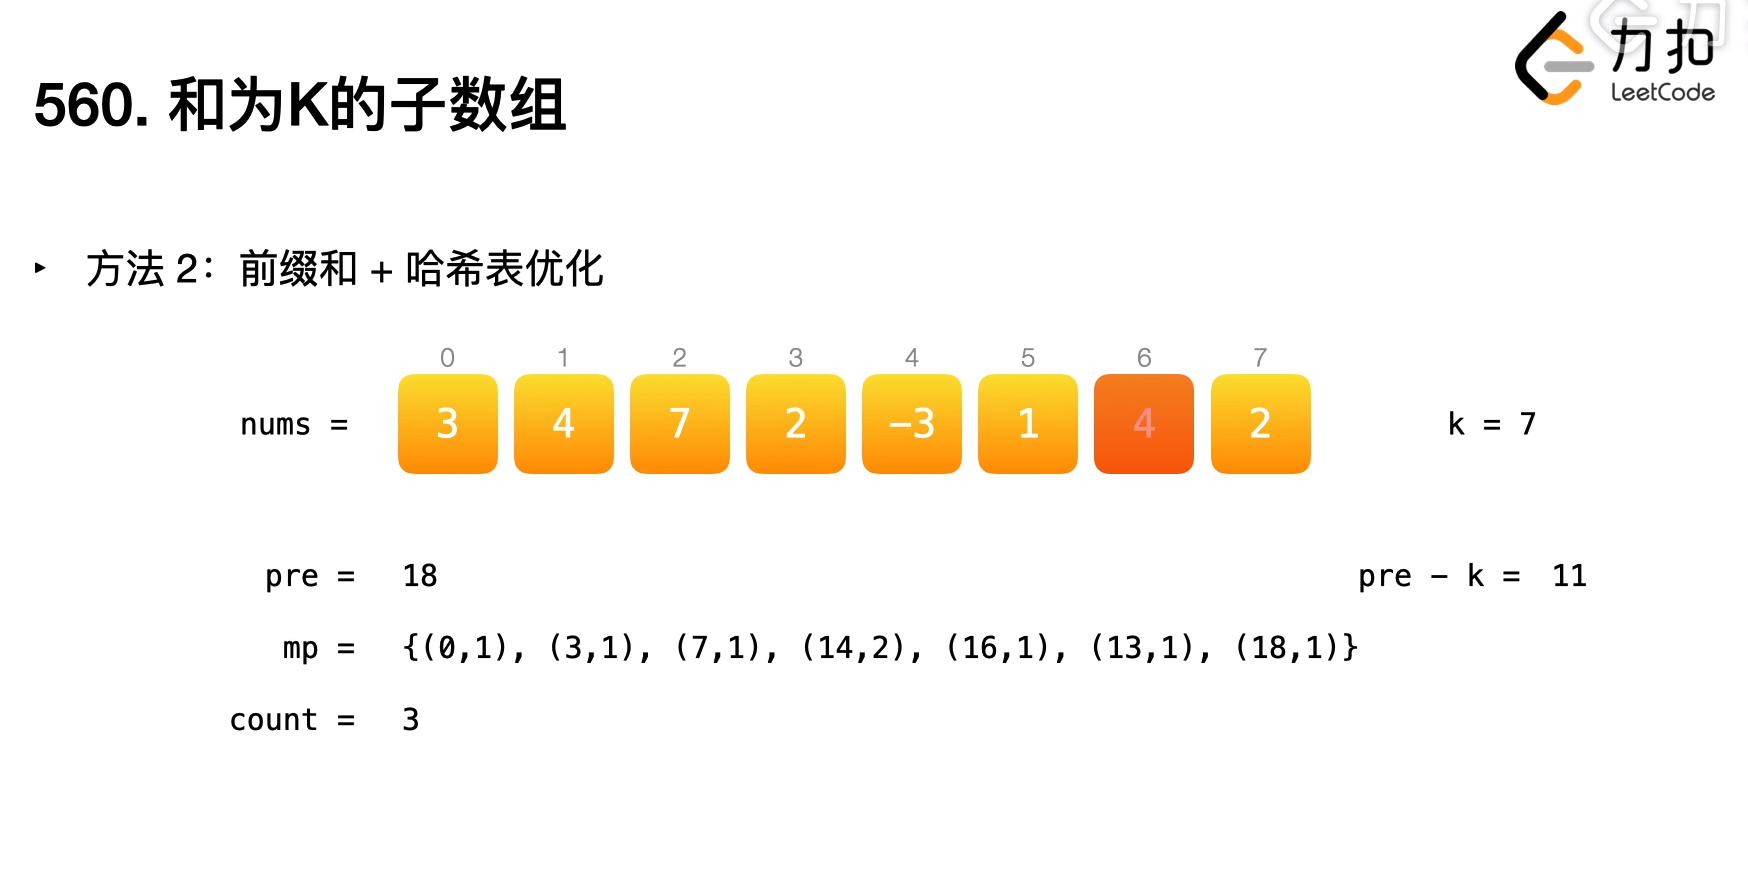 力扣
LeetCode
560. 和为K的子数组
‣ 方法 2：前缀和 + 哈希表优化
0 1 2 3 4 5 6 7
nums = 3 4 7 2 −3 1 4 2 k = 7
pre = 18 pre − k = 11
mp = {(0,1), (3,1), (7,1), (14,2), (16,1), (13,1), (18,1)}
count = 3